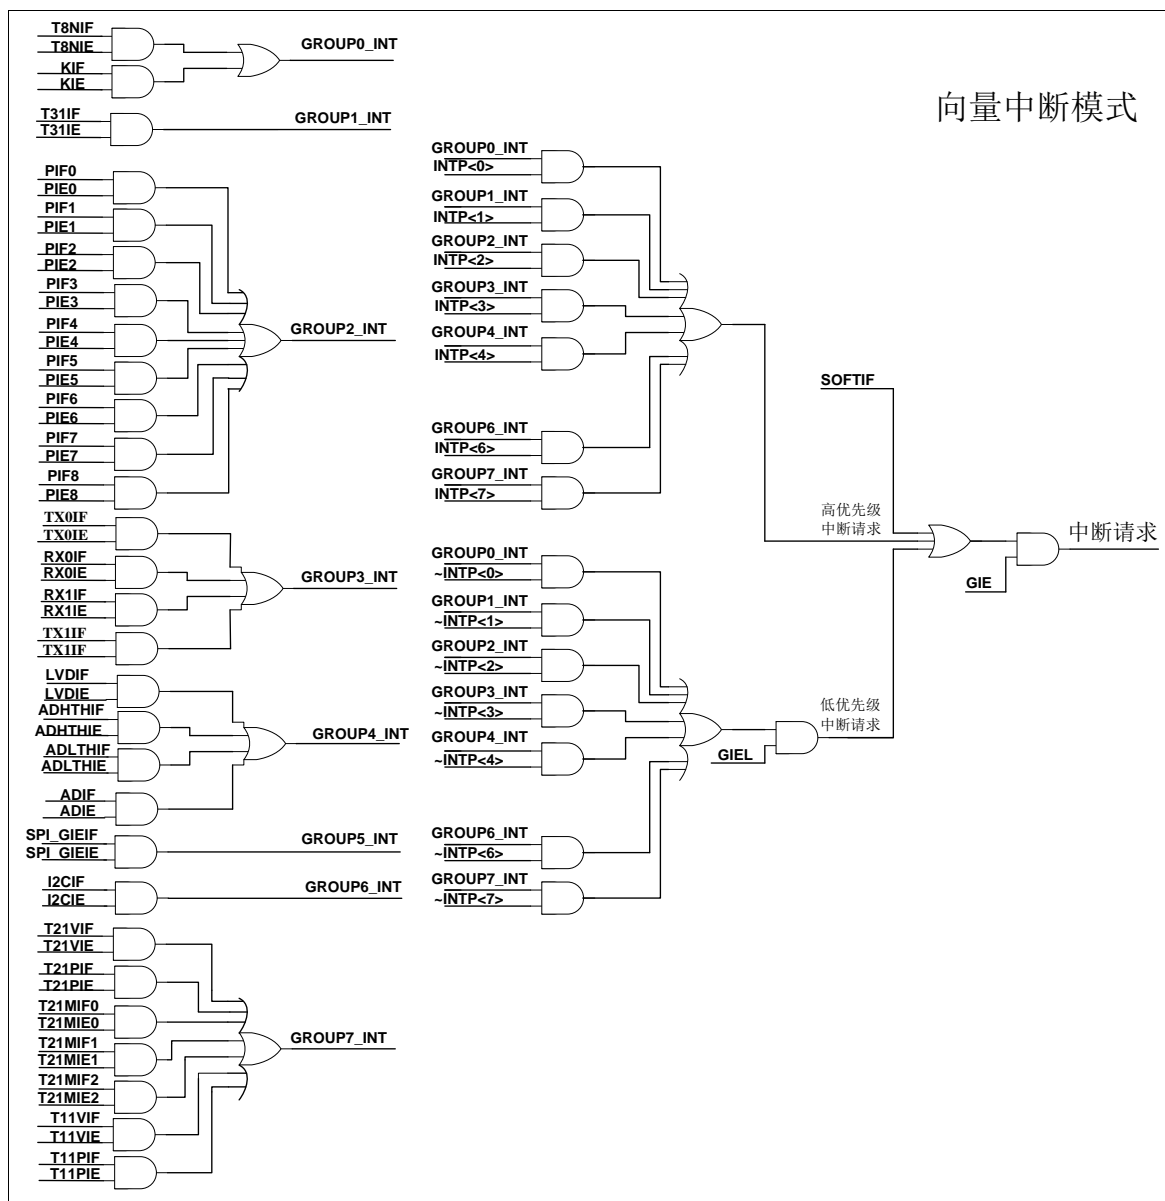 T8NIF
T8NIE
KIF
KIE
GROUP0_INT
T31IF
T31IE
GROUP1_INT
向量中断模式
PIF0
PIE0
PIF1
PIE1
PIF2
PIE2
PIF3
PIE3
PIF4
PIE4
PIF5
PIE5
PIF6
PIE6
PIF7
PIE7
PIF8
PIE8
GROUP2_INT
TX0IF
TX0IE
RX0IF
RX0IE
RX1IF
RX1IE
TX1IF
TX1IF
GROUP3_INT
LVDIF
LVDIE
ADHTHIF
ADHTHIE
ADLTHIF
ADLTHIE
ADIF
ADIE
GROUP4_INT
SPI_GIEIF
SPI_GIEIE
GROUP5_INT
I2CIF
I2CIE
GROUP6_INT
T21VIF
T21VIE
T21PIF
T21PIE
T21MIF0
T21MIE0
T21MIF1
T21MIE1
T21MIF2
T21MIE2
T11VIF
T11VIE
T11PIF
T11PIE
GROUP7_INT
GROUP0_INT
INTP<0>
GROUP1_INT
INTP<1>
GROUP2_INT
INTP<2>
GROUP3_INT
INTP<3>
GROUP4_INT
INTP<4>
GROUP6_INT
INTP<6>
GROUP7_INT
INTP<7>
GROUP0_INT
~INTP<0>
GROUP1_INT
~INTP<1>
GROUP2_INT
~INTP<2>
GROUP3_INT
~INTP<3>
GROUP4_INT
~INTP<4>
GROUP6_INT
~INTP<6>
GROUP7_INT
~INTP<7>
GIEL
SOFTIF
高优先级
中断请求
低优先级
中断请求
GIE
中断请求